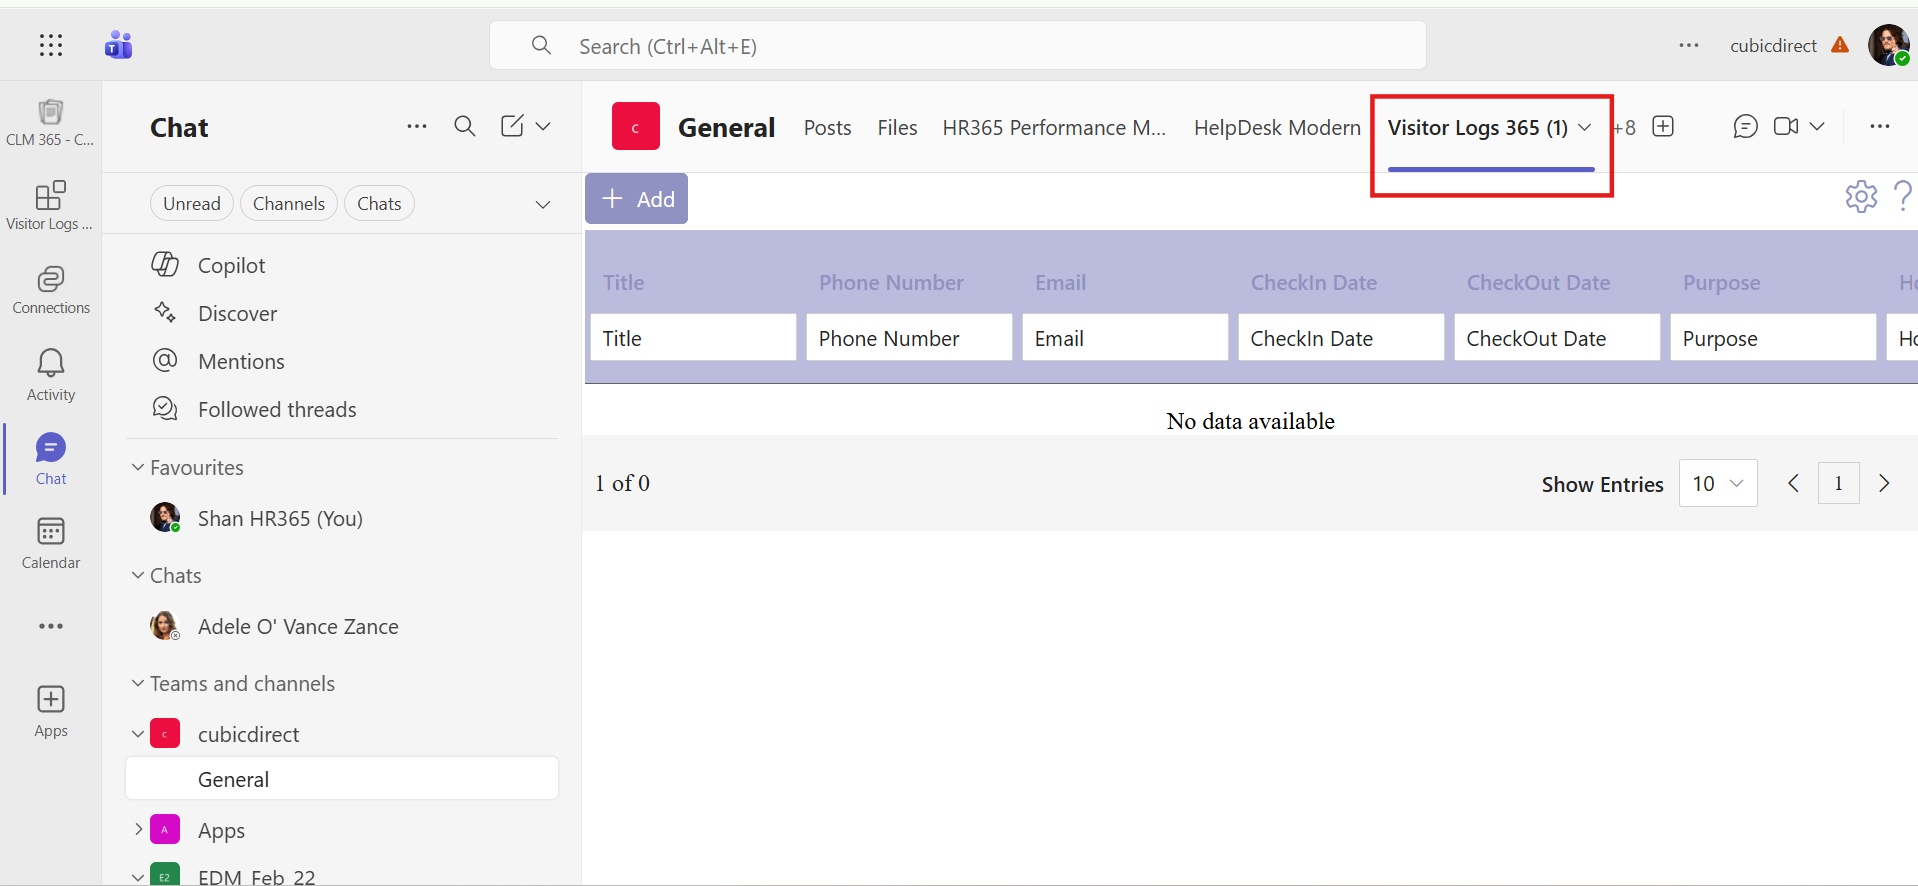 Search (Ctrl+Alt+E)
cubicdirect
CLM 365 - C...
Visitor Logs ...
Connections
Activity
Chat
Calendar
Apps
Chat
Unread
Channels
Chats
Copilot
Discover
Mentions
Followed threads
Favourites
Shan HR365 (You)
Chats
Adele O' Vance Zance
Teams and channels
c
cubicdirect
General
A
Apps
E2
EDM_Feb_22
c
General
Posts
Files
HR365 Performance M...
HelpDesk Modern
Visitor Logs 365 (1)
+8
+ Add
Title Phone Number Email CheckIn Date CheckOut Date Purpose Ho
Title Phone Number Email CheckIn Date CheckOut Date Purpose Ho
No data available
1 of 0
Show Entries 10 < 1 >